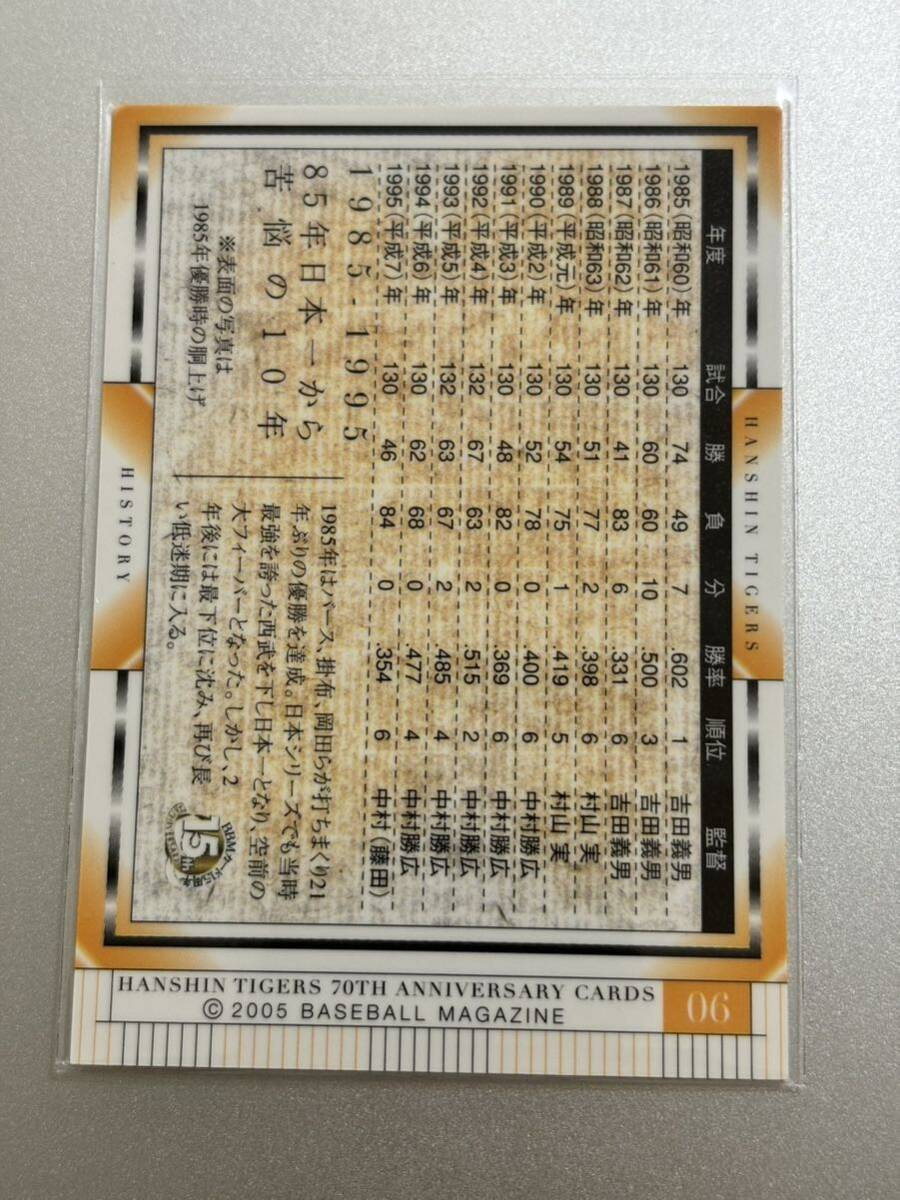 HANSHIN TIGERS
年度 試合 勝 負 分 勝率 順位 監督
1985(昭和60)年 130 74 49 7 .602 1 吉田義男
1986(昭和61)年 130 60 60 10 .500 3 吉田義男
1987(昭和62)年 130 41 83 6 .331 6 吉田義男
1988(昭和63)年 130 51 77 2 .398 6 村山 実
1989(平成元)年 130 54 75 1 .419 5 村山 実
1990(平成2)年 130 52 78 0 .400 6 中村勝広
1991(平成3)年 130 48 82 0 .369 6 中村勝広
1992(平成4)年 132 67 63 2 .515 2 中村勝広
1993(平成5)年 132 63 67 2 .485 4 中村勝広
1994(平成6)年 130 62 68 0 .477 4 中村勝広
1995(平成7)年 130 46 84 0 .354 6 中村(藤田)
1985-1995
85年日本一から
苦悩の10年
※表面の写真は
1985年優勝時の胴上げ
1985年はバース、掛布、岡田らが打ちまくり21
年ぶりの優勝を達成。日本シリーズでも当時
最強を誇った西武を下し日本一となり、空前の
大フィーバーとなった。しかし、2
年後には最下位に沈み、再び長
い低迷期に入る。
15
HISTORY
HANSHIN TIGERS 70TH ANNIVERSARY CARDS
© 2005 BASEBALL MAGAZINE
06